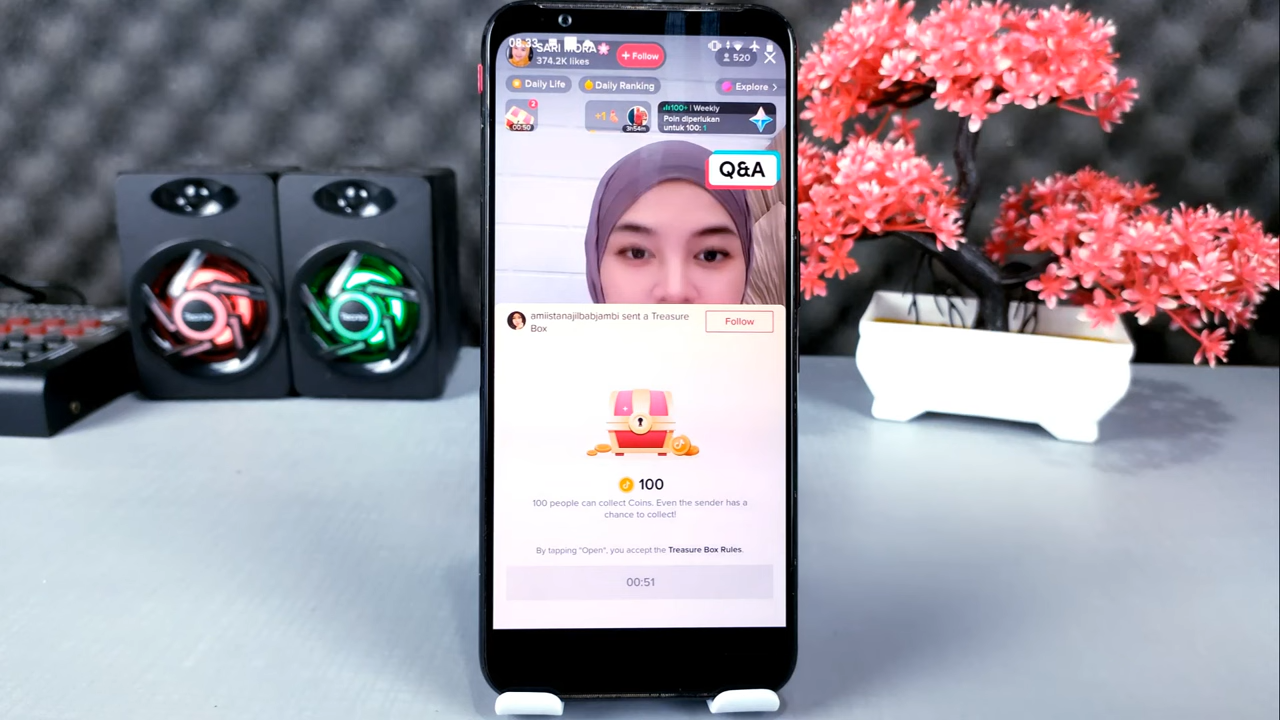 08.33
SARI MORA🌸
374.2K likes
+ Follow
520
Daily Life
Daily Ranking
Explore >
2
00:50
+1
3h54m
100+ | Weekly
Poin diperlukan
untuk 100: 1
Q&A
amiistanajilbabjambi sent a Treasure
Box
Follow
100
100 people can collect Coins. Even the sender has a
chance to collect!
By tapping "Open", you accept the Treasure Box Rules.
00:51